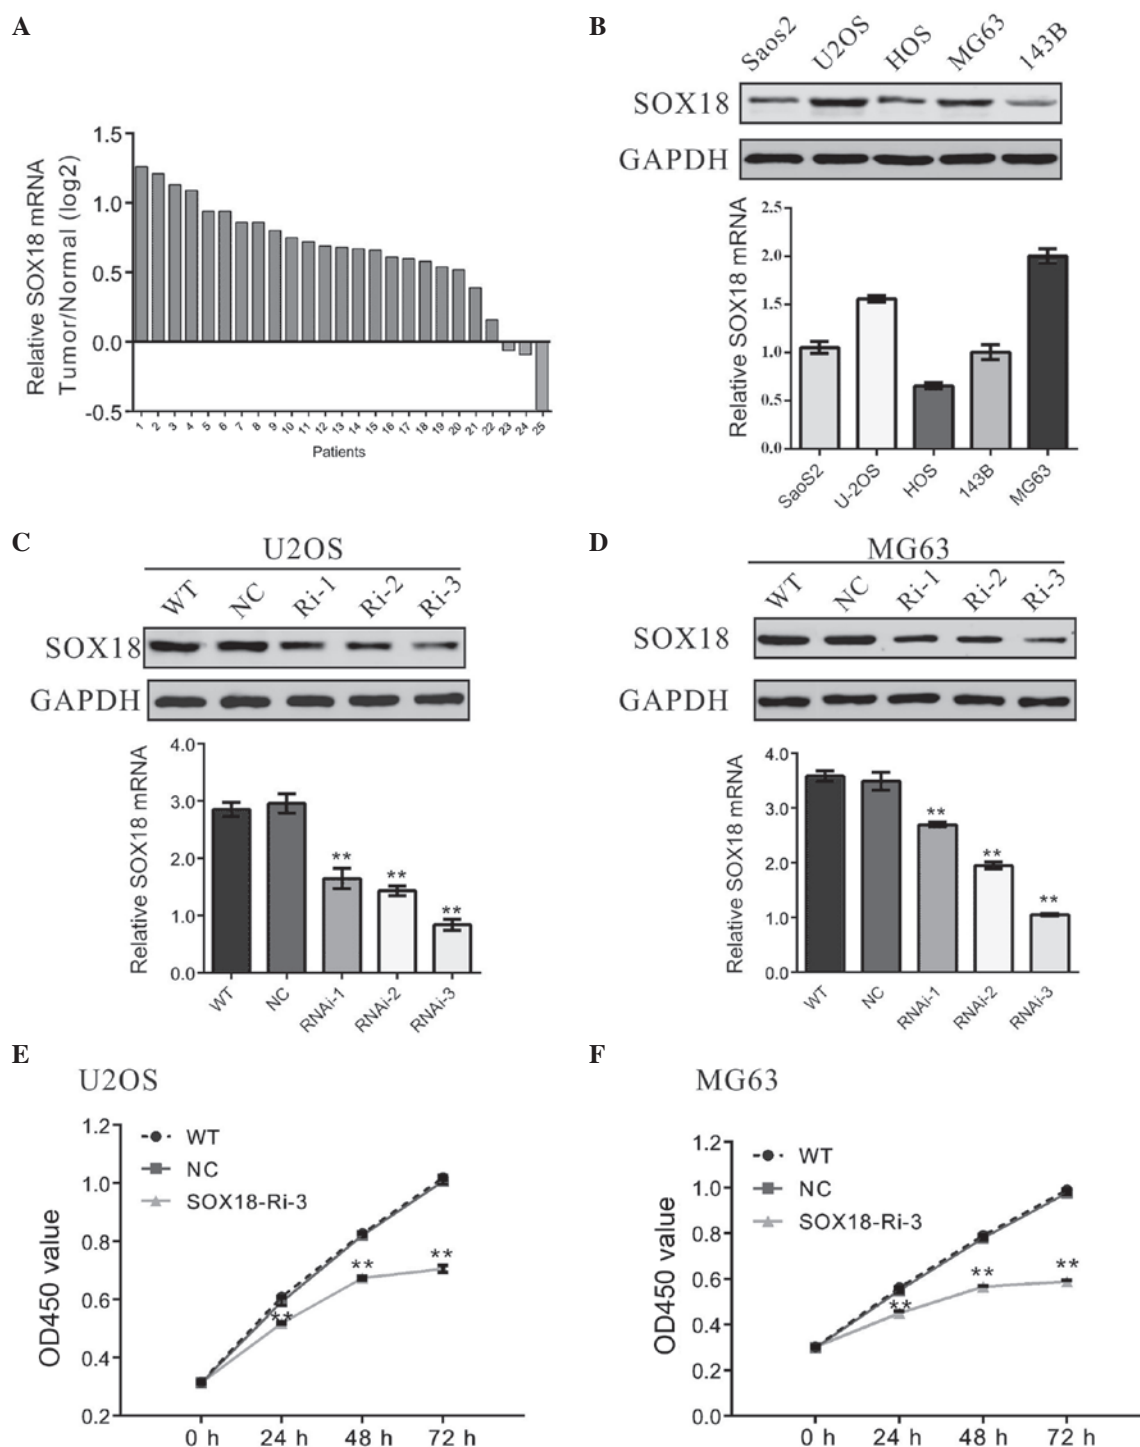 A
Relative SOX18 mRNA
Tumor/Normal (log2)
1.5
1.0
0.5
0.0
-0.5
1 2 3 4 5 6 7 8 9 10 11 12 13 14 15 16 17 18 19 20 21 22 23 24 25
Patients
B
Saos2 U2OS HOS MG63 143B
SOX18
GAPDH
Relative SOX18 mRNA
2.5
2.0
1.5
1.0
0.5
0.0
SaoS2 U-2OS HOS 143B MG63
C
U2OS
WT NC Ri-1 Ri-2 Ri-3
SOX18
GAPDH
Relative SOX18 mRNA
4.0
3.0
2.0
1.0
0.0
** ** **
WT NC RNAi-1 RNAi-2 RNAi-3
D
MG63
WT NC Ri-1 Ri-2 Ri-3
SOX18
GAPDH
Relative SOX18 mRNA
4.0
3.0
2.0
1.0
0.0
** ** **
WT NC RNAi-1 RNAi-2 RNAi-3
E
U2OS
OD450 value
1.2
1.0
0.8
0.6
0.4
0.2
WT
NC
SOX18-Ri-3
** ** **
0 h 24 h 48 h 72 h
F
MG63
OD450 value
1.2
1.0
0.8
0.6
0.4
0.2
0.0
WT
NC
SOX18-Ri-3
** ** **
0 h 24 h 48 h 72 h